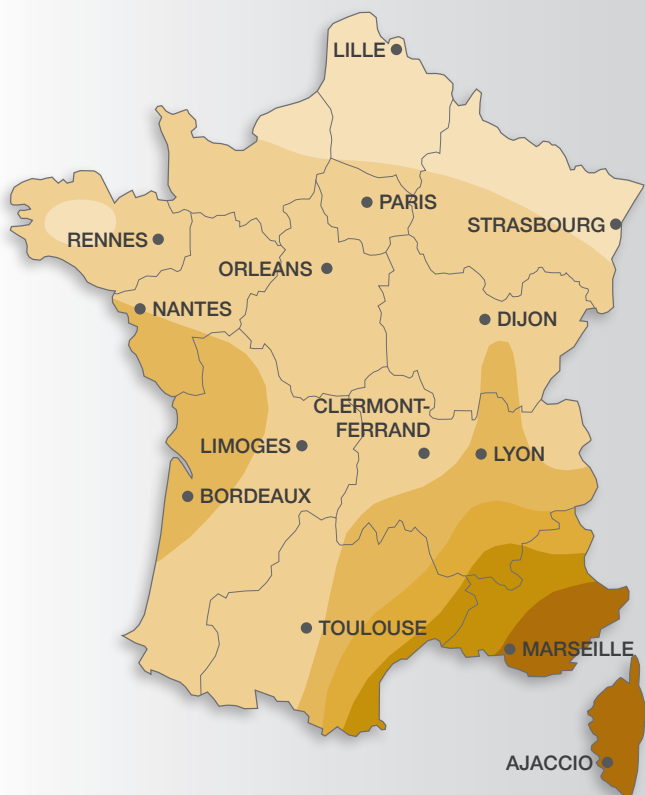 LILLE
PARIS
STRASBOURG
RENNES
ORLEANS
NANTES
DIJON
CLERMONT-
FERRAND
LIMOGES
LYON
BORDEAUX
TOULOUSE
MARSEILLE
AJACCIO